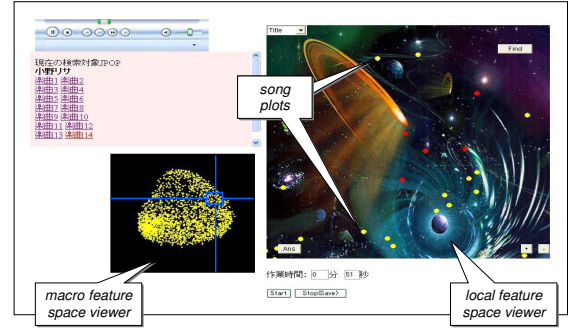 現在の検索対象JPOP
小野リサ
楽曲1 楽曲2
楽曲3 楽曲4
楽曲5 楽曲6
楽曲7 楽曲8
楽曲9 楽曲10
楽曲11 楽曲12
楽曲13 楽曲14
Title
Find
song
plots
Ans
+ -
作業時間: 0 分 61 秒
Start Stop(Save)
macro feature
space viewer
local feature
space viewer